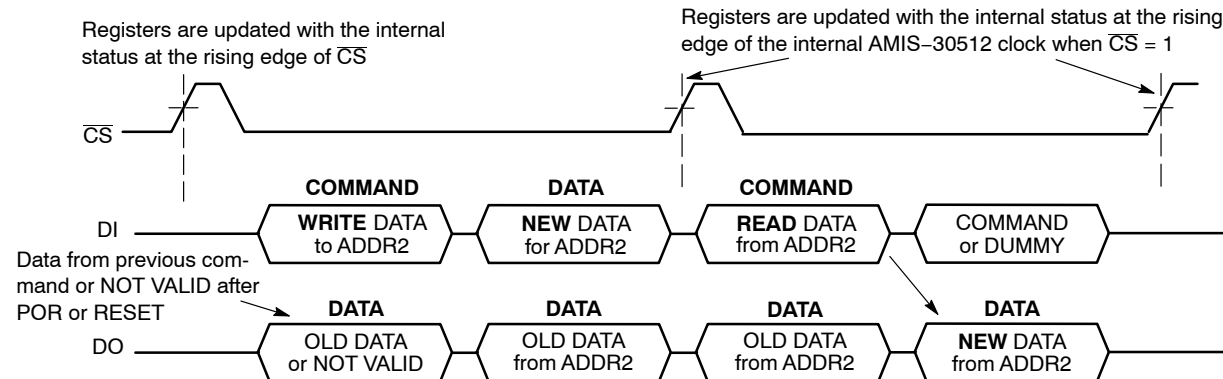 Registers are updated with the internal
status at the rising edge of CS
Registers are updated with the internal status at the rising
edge of the internal AMIS−30512 clock when CS = 1
CS
COMMAND
DATA
COMMAND
DI
WRITE DATA
to ADDR2
NEW DATA
for ADDR2
READ DATA
from ADDR2
COMMAND
or DUMMY
Data from previous com-
mand or NOT VALID after
POR or RESET
DATA
DATA
DATA
DATA
DO
OLD DATA
or NOT VALID
OLD DATA
from ADDR2
OLD DATA
from ADDR2
NEW DATA
from ADDR2